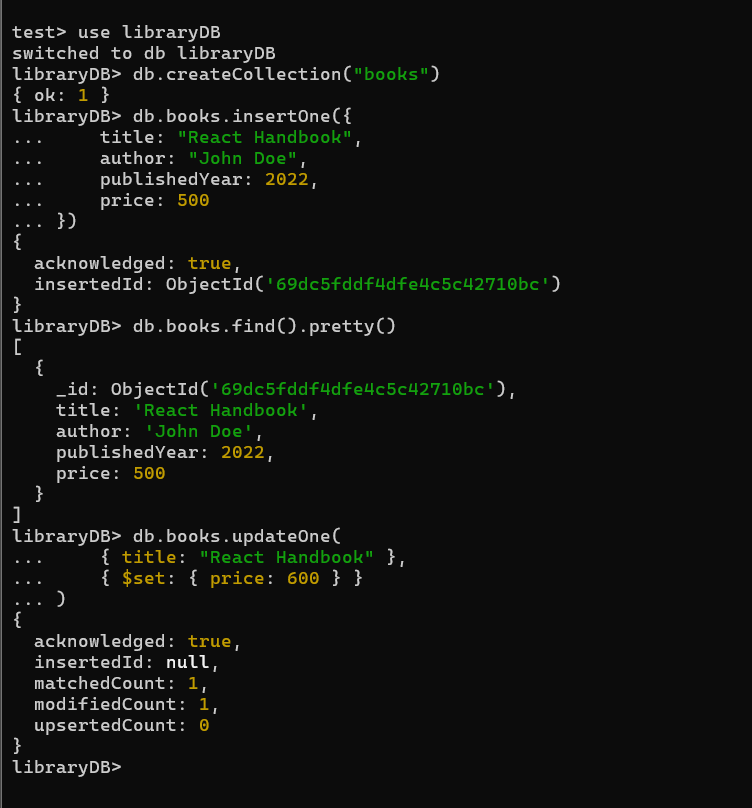 test> use libraryDB
switched to db libraryDB
libraryDB> db.createCollection("books")
{ ok: 1 }
libraryDB> db.books.insertOne({
...     title: "React Handbook",
...     author: "John Doe",
...     publishedYear: 2022,
...     price: 500
... })
{
  acknowledged: true,
  insertedId: ObjectId('69dc5fddf4dfe4c5c42710bc')
}
libraryDB> db.books.find().pretty()
[
  {
    _id: ObjectId('69dc5fddf4dfe4c5c42710bc'),
    title: 'React Handbook',
    author: 'John Doe',
    publishedYear: 2022,
    price: 500
  }
]
libraryDB> db.books.updateOne(
...     { title: "React Handbook" },
...     { $set: { price: 600 } }
... )
{
  acknowledged: true,
  insertedId: null,
  matchedCount: 1,
  modifiedCount: 1,
  upsertedCount: 0
}
libraryDB>